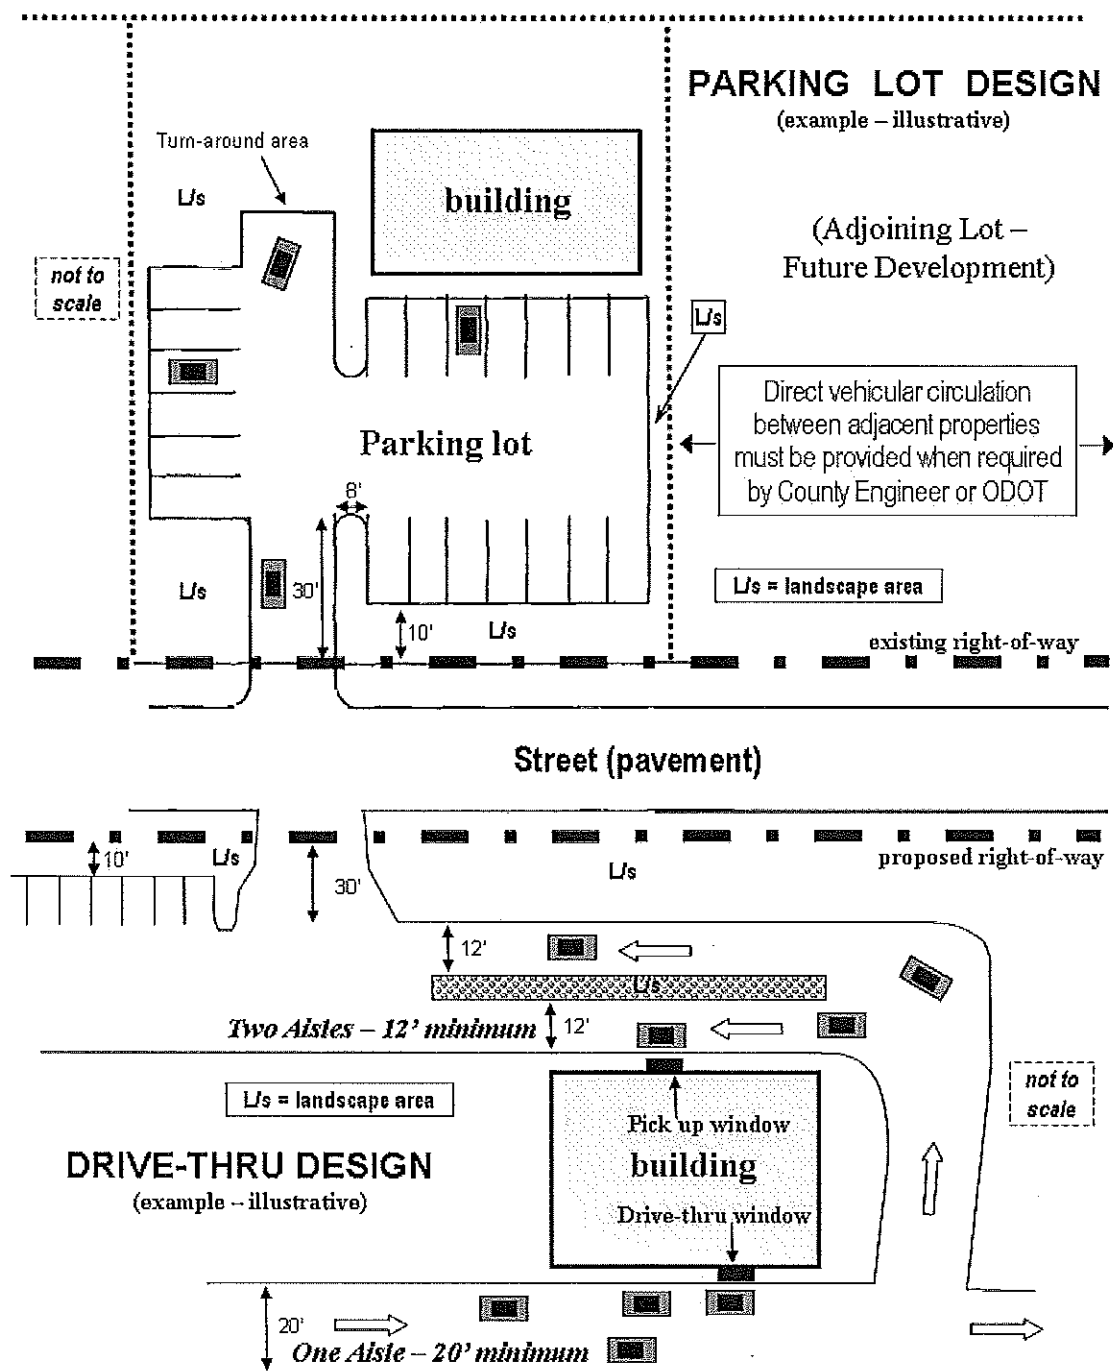 PARKING LOT DESIGN
(example – illustrative)
Turn-around area
L/s
building
(Adjoining Lot –
Future Development)
not to
scale
L/s
Direct vehicular circulation
between adjacent properties
must be provided when required
by County Engineer or ODOT
Parking lot
8'
30'
L/s
L/s = landscape area
10'
L/s
existing right-of-way
Street (pavement)
10'
L/s
30'
L/s
proposed right-of-way
12'
L/s
Two Aisles – 12' minimum
12'
L/s = landscape area
not to
scale
Pick up window
building
DRIVE-THRU DESIGN
(example – illustrative)
Drive-thru window
20'
One Aisle – 20' minimum